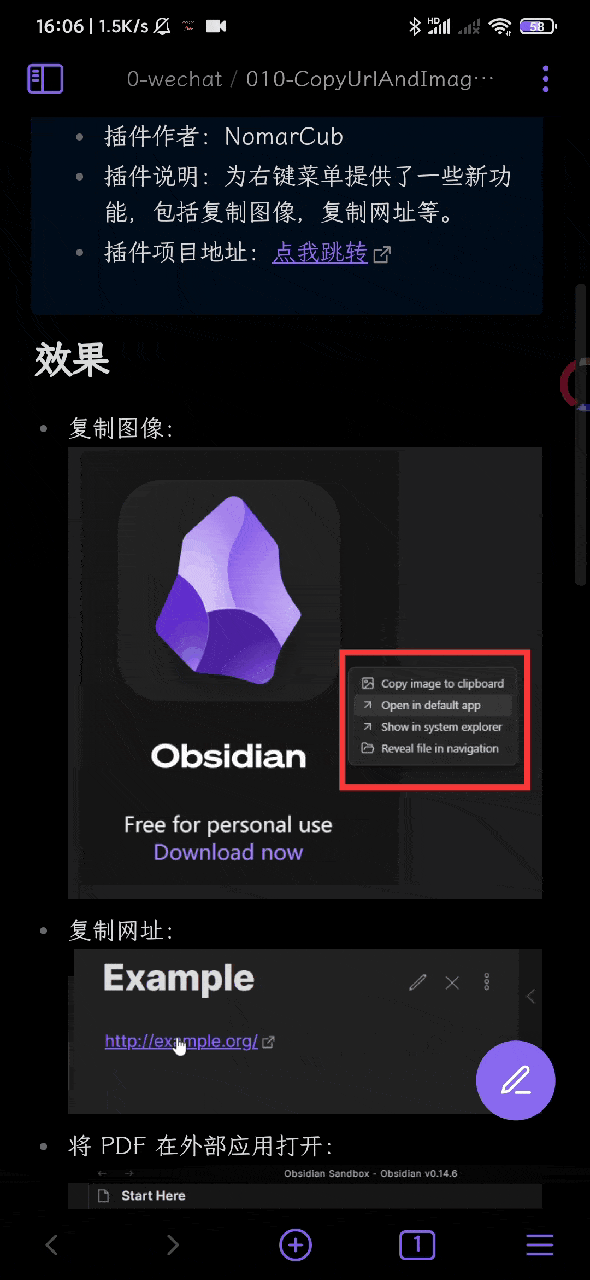 16:06 | 1.5K/s
HD
58
0-wechat / 010-CopyUrlAndImag···
插件作者：NomarCub
插件说明：为右键菜单提供了一些新功
能，包括复制图像，复制网址等。
插件项目地址：点我跳转
效果
复制图像：
Copy image to clipboard
Open in default app
Show in system explorer
Reveal file in navigation
Obsidian
Free for personal use
Download now
复制网址：
Example
http://example.org/
将 PDF 在外部应用打开：
Obsidian Sandbox - Obsidian v0.14.6
Start Here
1